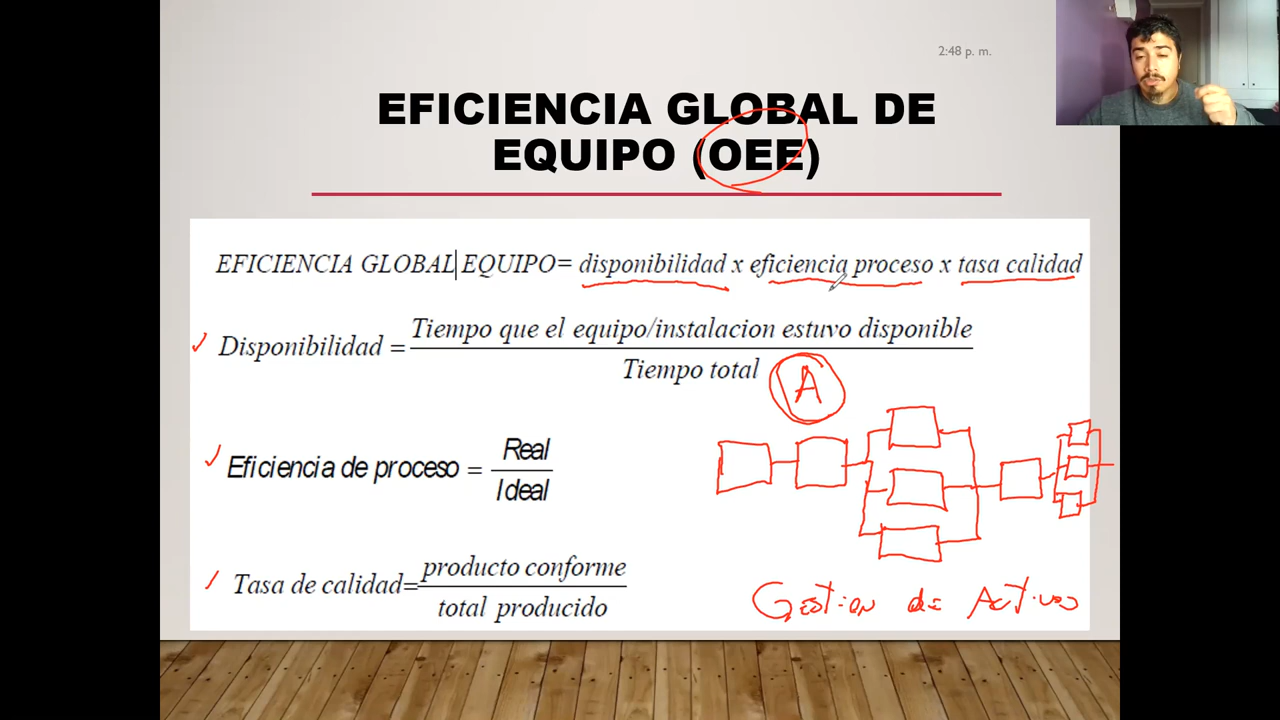 2:48 p. m.
EFICIENCIA GLOBAL DE
EQUIPO (OEE)
EFICIENCIA GLOBAL EQUIPO= disponibilidad x eficiencia proceso x tasa calidad
Disponibilidad = Tiempo que el equipo/instalacion estuvo disponible
Tiempo total
A
Eficiencia de proceso = Real
Ideal
Tasa de calidad= producto conforme
total producido
Gestion de Activos